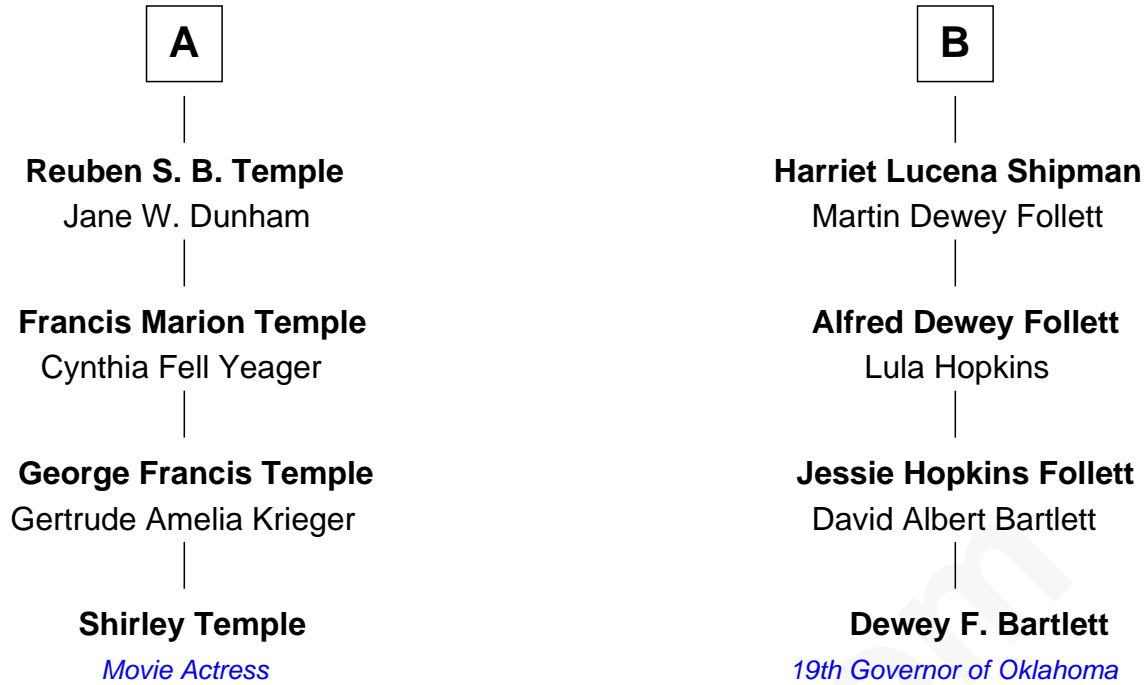 A
Reuben S. B. Temple
Jane W. Dunham
Francis Marion Temple
Cynthia Fell Yeager
George Francis Temple
Gertrude Amelia Krieger
Shirley Temple
Movie Actress
B
Harriet Lucena Shipman
Martin Dewey Follett
Alfred Dewey Follett
Lula Hopkins
Jessie Hopkins Follett
David Albert Bartlett
Dewey F. Bartlett
19th Governor of Oklahoma